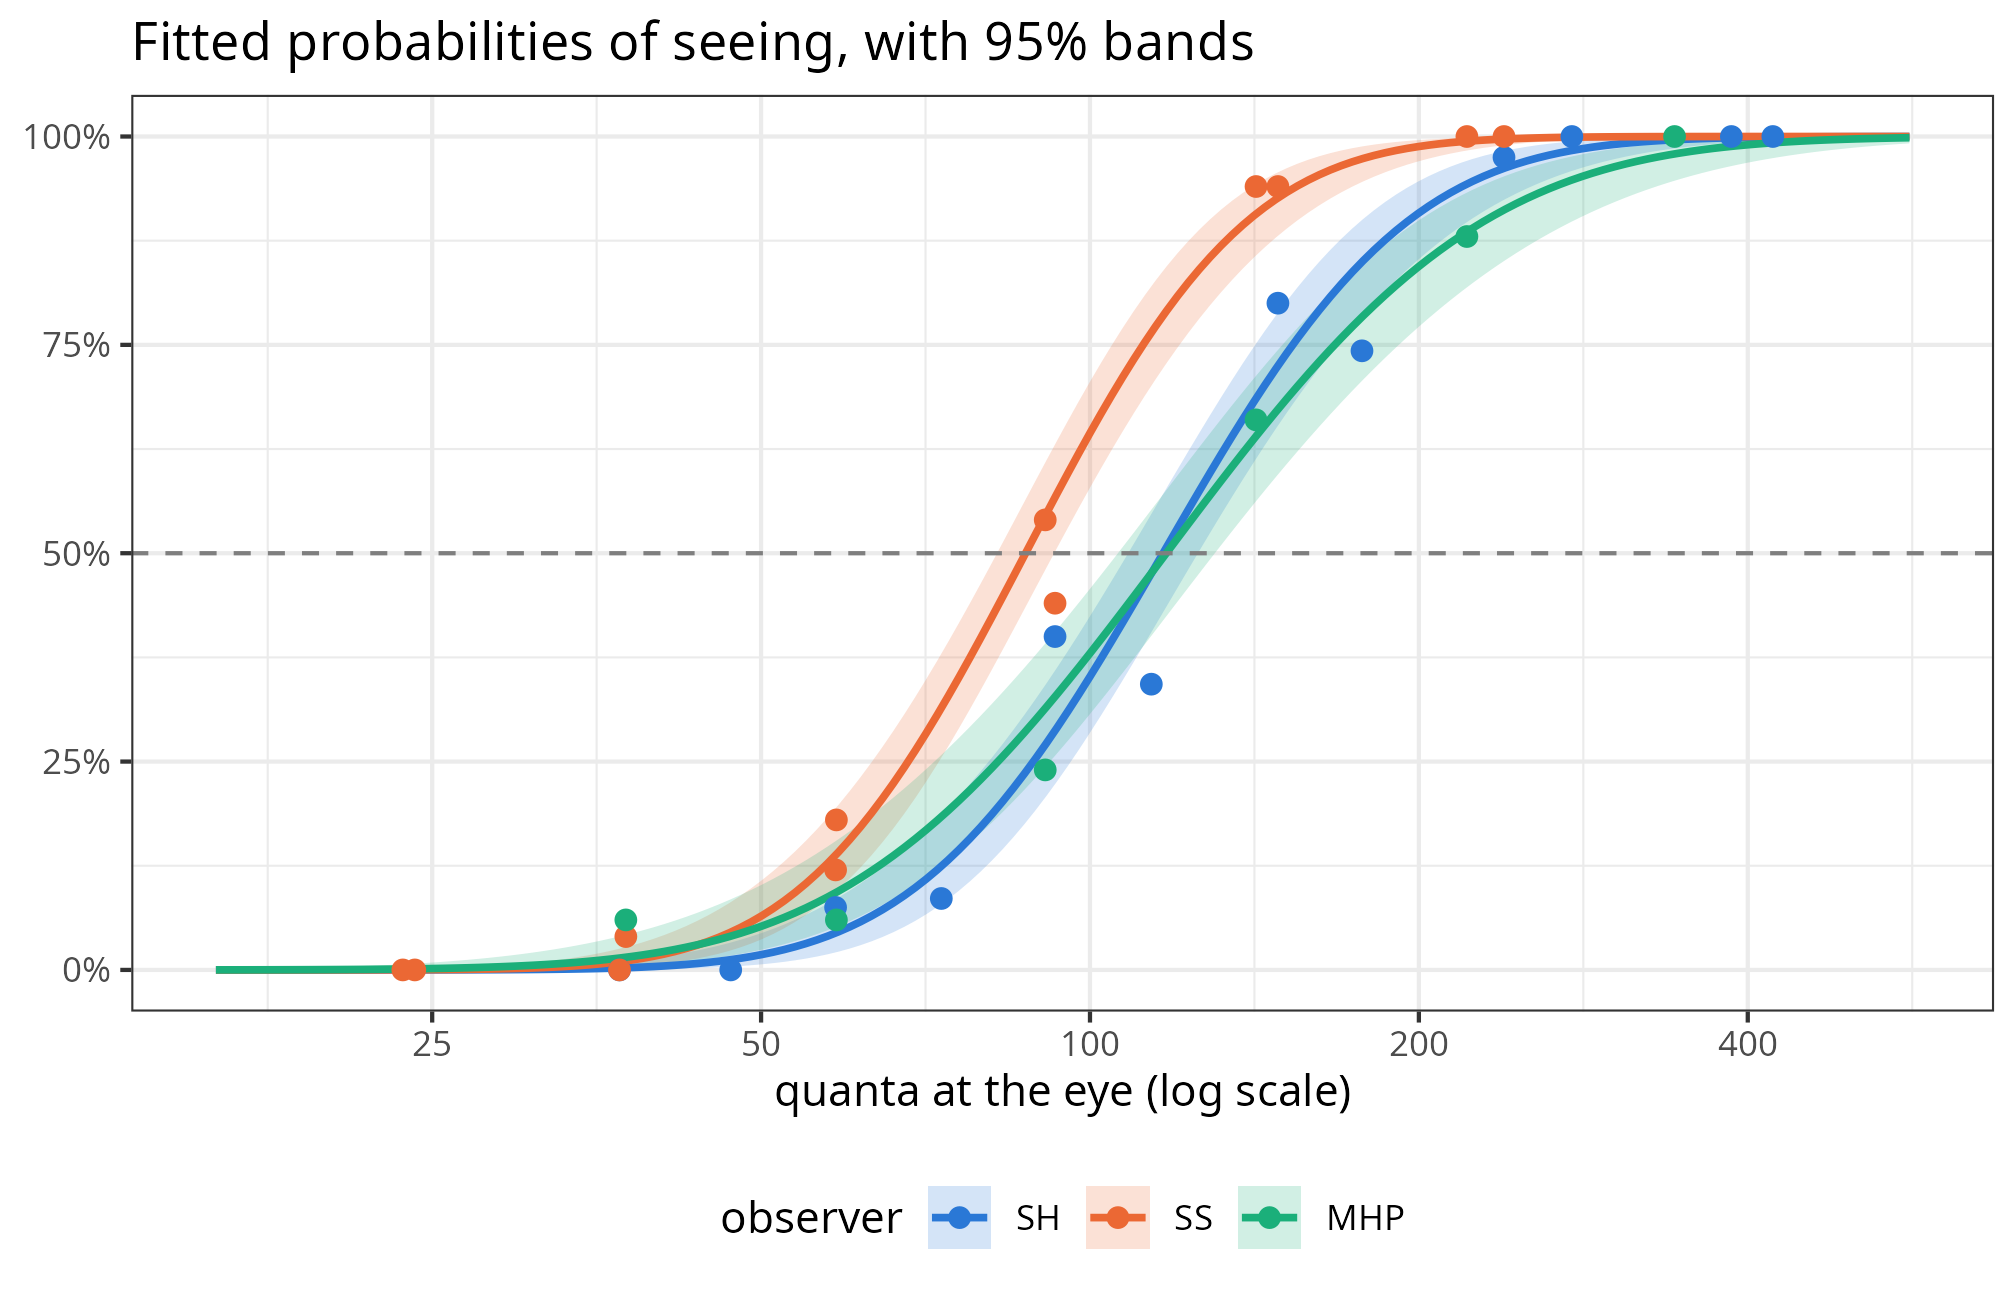 Fitted probabilities of seeing, with 95% bands
100%
75%
50%
25%
0%
25 50 100 200 400
quanta at the eye (log scale)
observer SH SS MHP